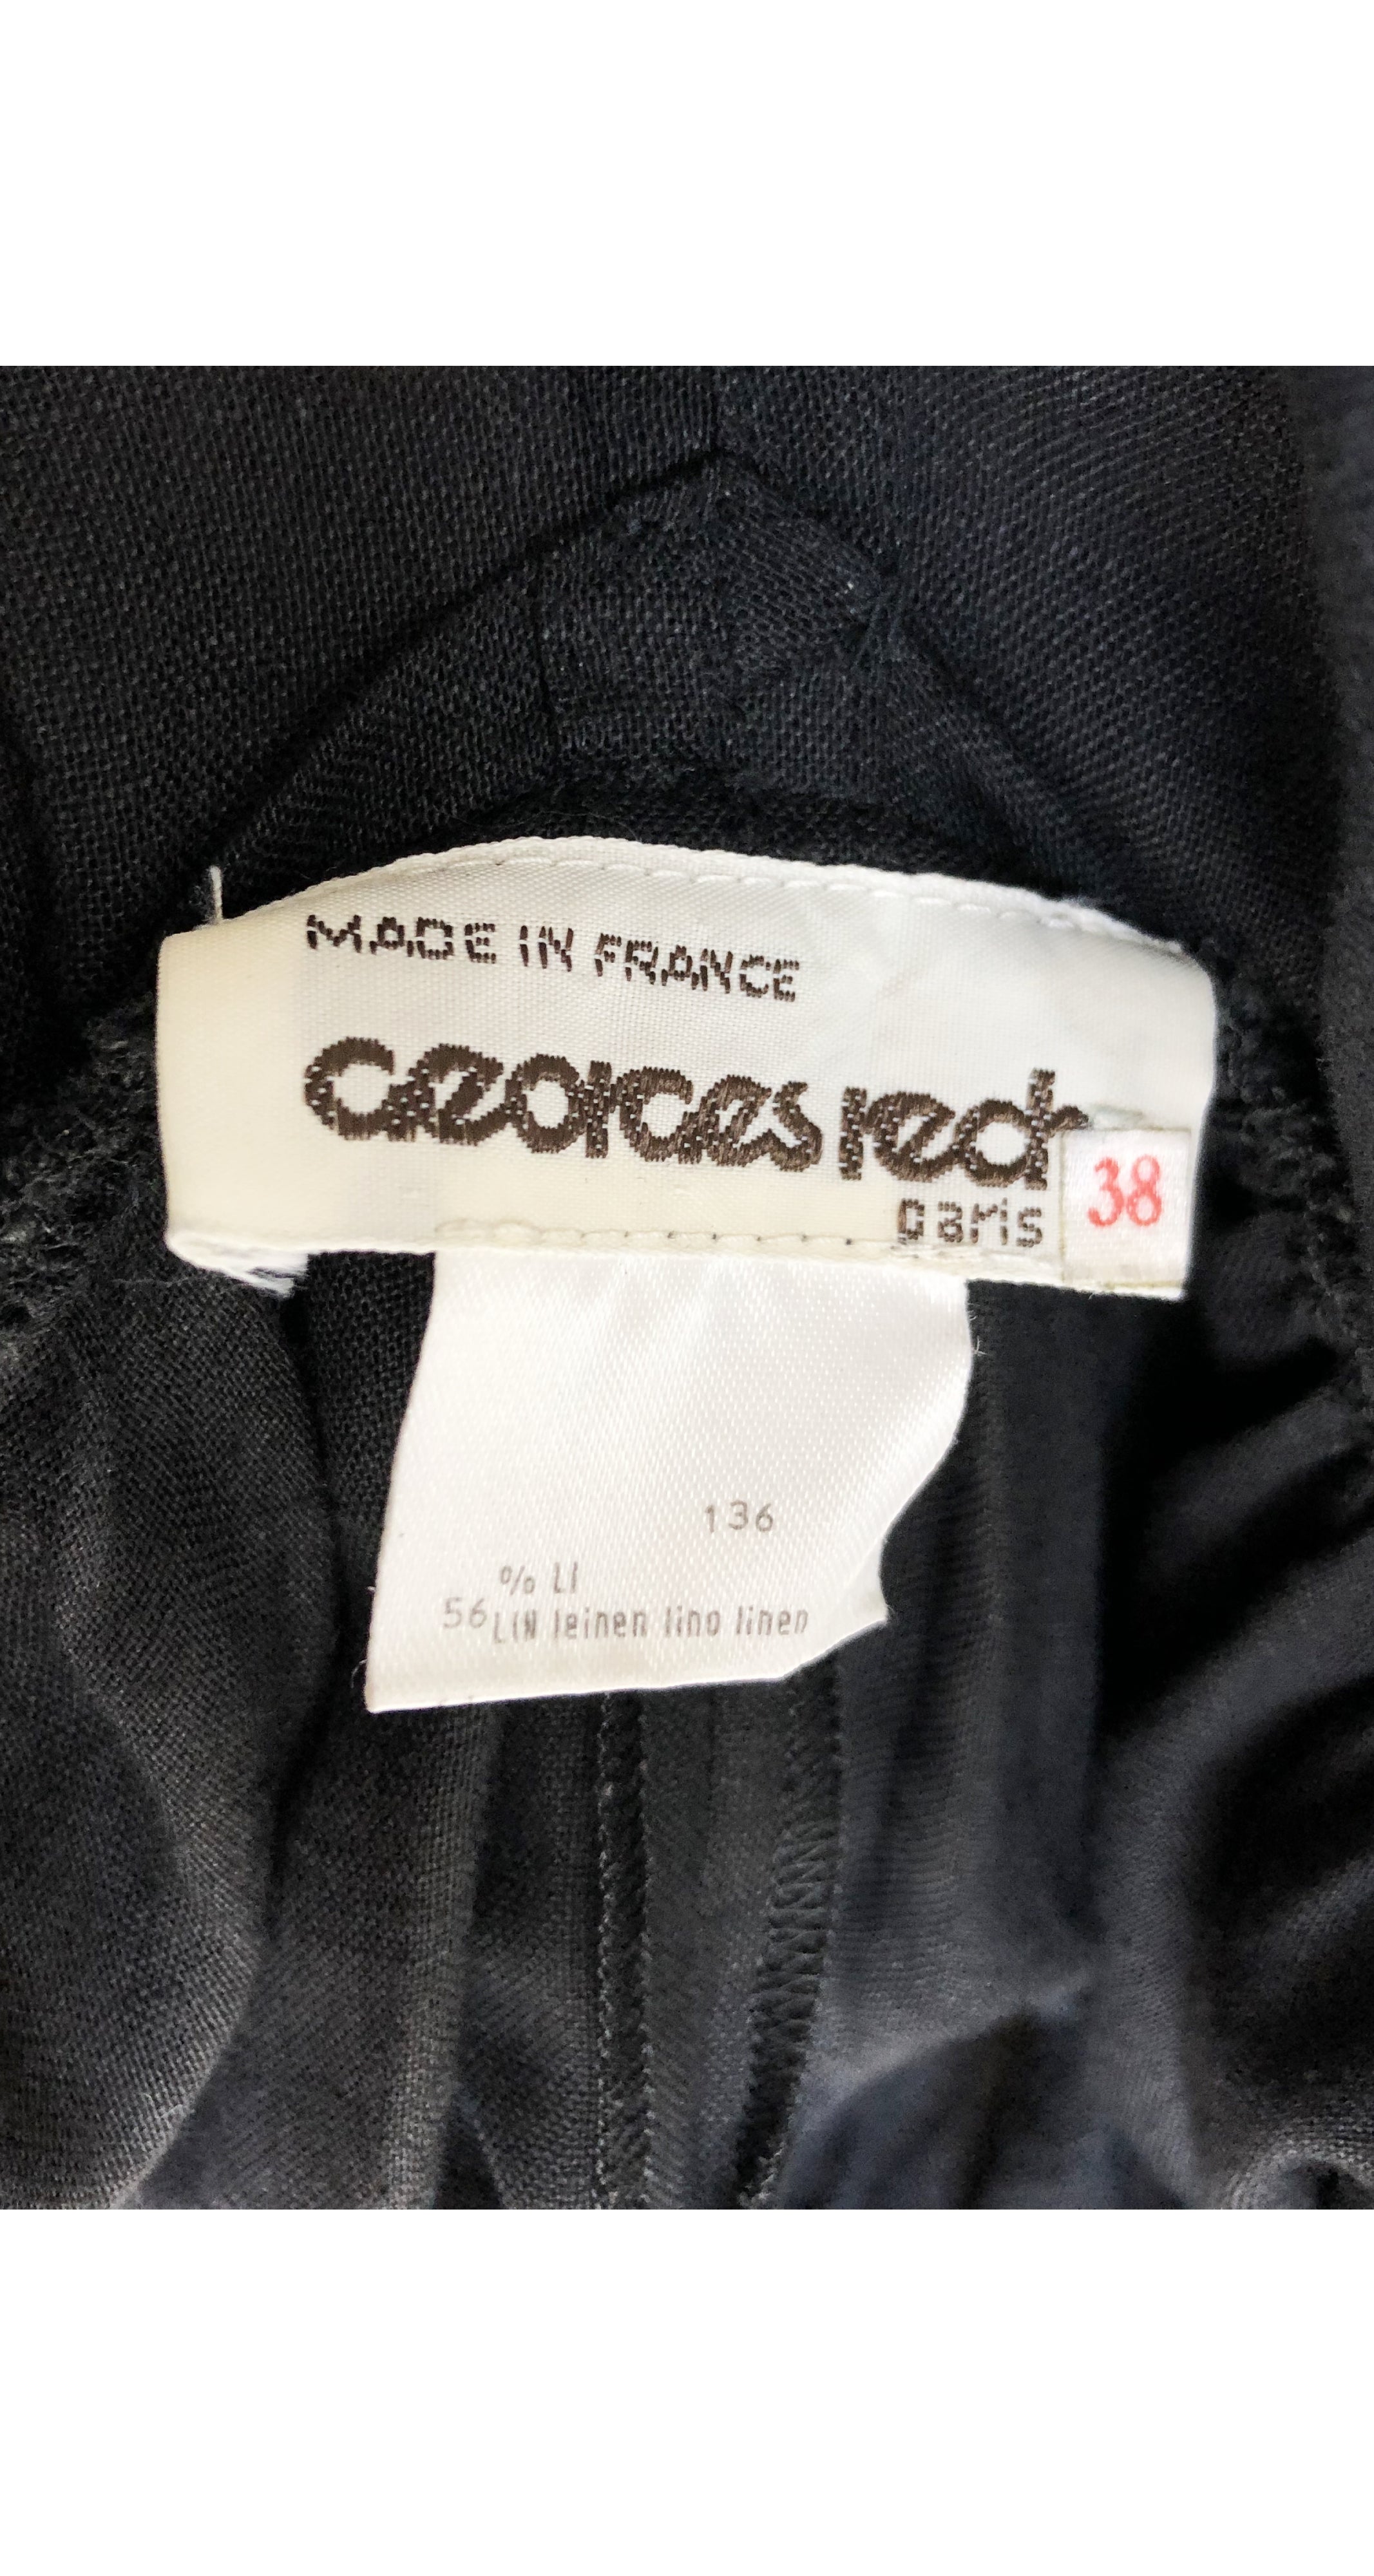 MADE IN FRANCE
GEORGES RECH
paris
38
136
% LI
56 LIN leinen lino linen